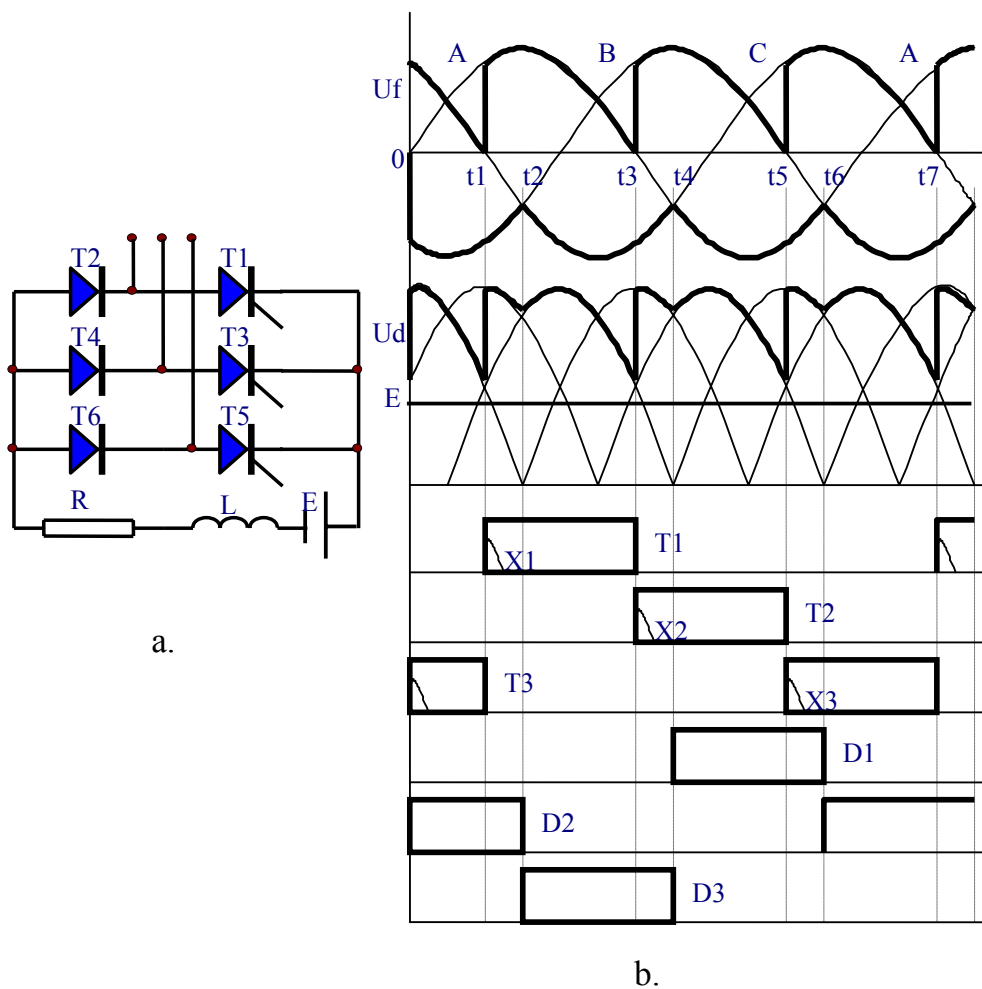 T2 T1
T4 T3
T6 T5
R L E
a.
A B C A
Uf
0
t1 t2 t3 t4 t5 t6 t7
Ud
E
X1 T1
X2 T2
T3 X3
D1
D2
D3
b.